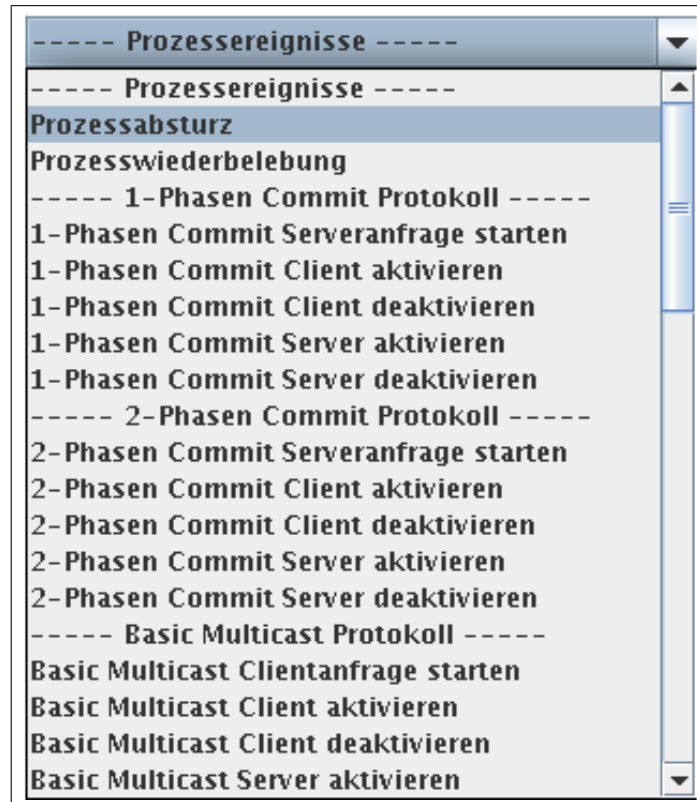 ----- Prozessereignisse -----
----- Prozessereignisse -----
Prozessabsturz
Prozesswiederbelebung
----- 1-Phasen Commit Protokoll -----
1-Phasen Commit Serveranfrage starten
1-Phasen Commit Client aktivieren
1-Phasen Commit Client deaktivieren
1-Phasen Commit Server aktivieren
1-Phasen Commit Server deaktivieren
----- 2-Phasen Commit Protokoll -----
2-Phasen Commit Serveranfrage starten
2-Phasen Commit Client aktivieren
2-Phasen Commit Client deaktivieren
2-Phasen Commit Server aktivieren
2-Phasen Commit Server deaktivieren
----- Basic Multicast Protokoll -----
Basic Multicast Clientanfrage starten
Basic Multicast Client aktivieren
Basic Multicast Client deaktivieren
Basic Multicast Server aktivieren